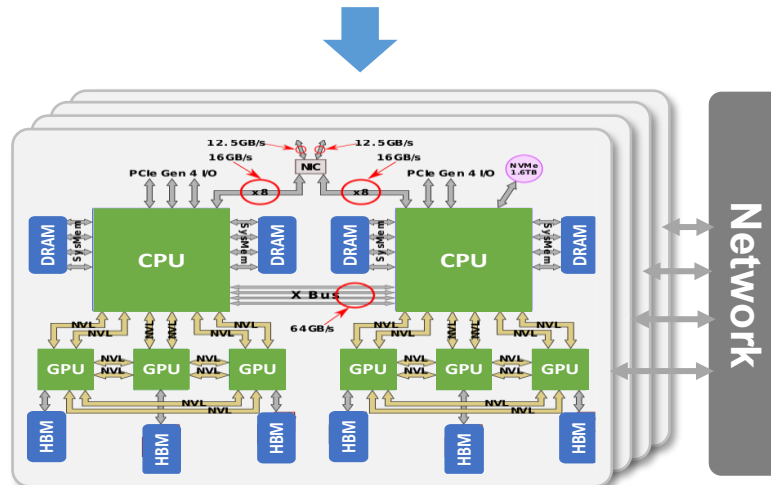 12.5GB/s
12.5GB/s
16GB/s
NIC
16GB/s
NVMe
1.6TB
PCIe Gen 4 I/O
PCIe Gen 4 I/O
x8
x8
DRAM
SysMem
CPU
SysMem
DRAM
DRAM
SysMem
CPU
SysMem
DRAM
X Bus
64GB/s
NVL
NVL
NVL
NVL
NVL
NVL
NVL
NVL
NVL
NVL
NVL
NVL
GPU
NVL
NVL
GPU
NVL
NVL
GPU
GPU
NVL
NVL
GPU
NVL
NVL
GPU
NVL
NVL
NVL
NVL
HBM
HBM
HBM
HBM
HBM
HBM
Network